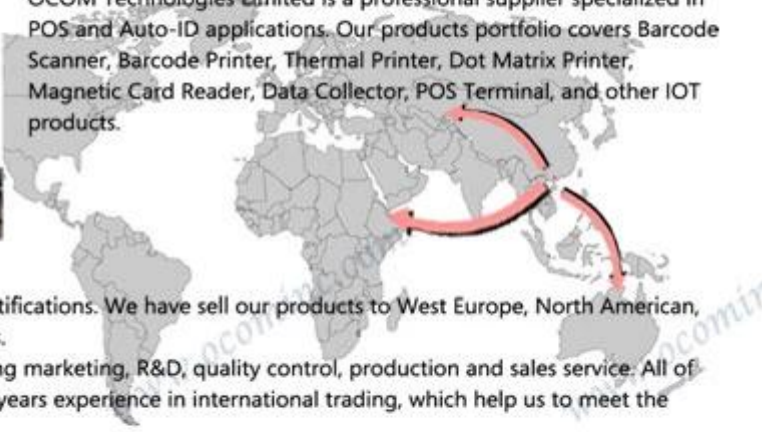 OCOM Technologies Limited is a professional supplier specialized in
POS and Auto-ID applications. Our products portfolio covers Barcode
Scanner, Barcode Printer, Thermal Printer, Dot Matrix Printer,
Magnetic Card Reader, Data Collector, POS Terminal, and other IOT
products.
tifications. We have sell our products to West Europe, North American,
s.
ng marketing, R&D, quality control, production and sales service. All of
years experience in international trading, which help us to meet the